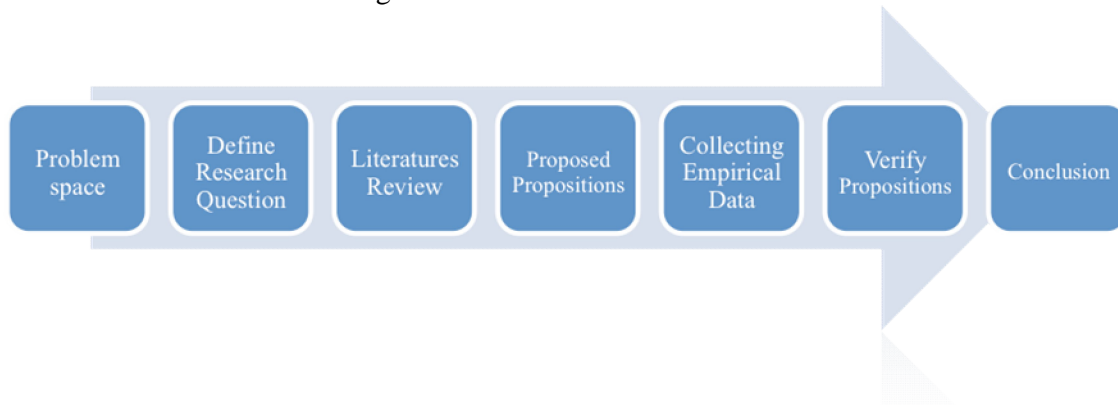 Problem
space
Define
Research
Question
Literatures
Review
Proposed
Propositions
Collecting
Empirical
Data
Verify
Propositions
Conclusion